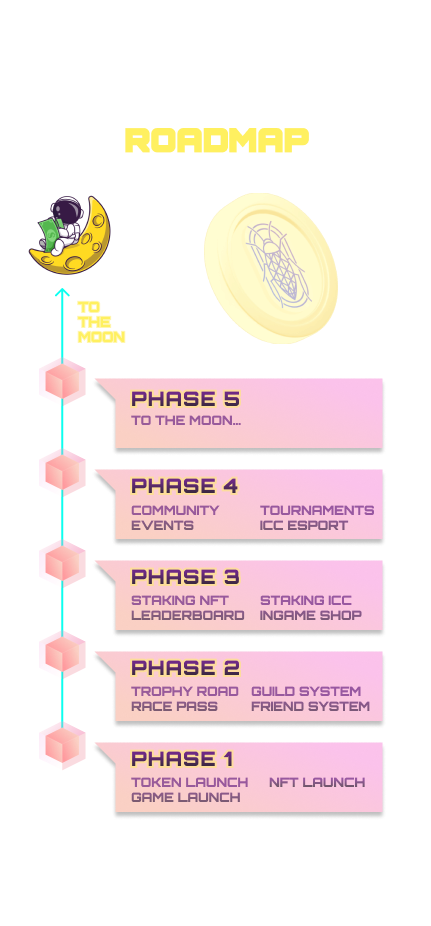 ROADMAP
TO
THE
MOON
PHASE 5
TO THE MOON...
PHASE 4
COMMUNITY TOURNAMENTS
EVENTS ICC ESPORT
PHASE 3
STAKING NFT STAKING ICC
LEADERBOARD INGAME SHOP
PHASE 2
TROPHY ROAD GUILD SYSTEM
RACE PASS FRIEND SYSTEM
PHASE 1
TOKEN LAUNCH NFT LAUNCH
GAME LAUNCH